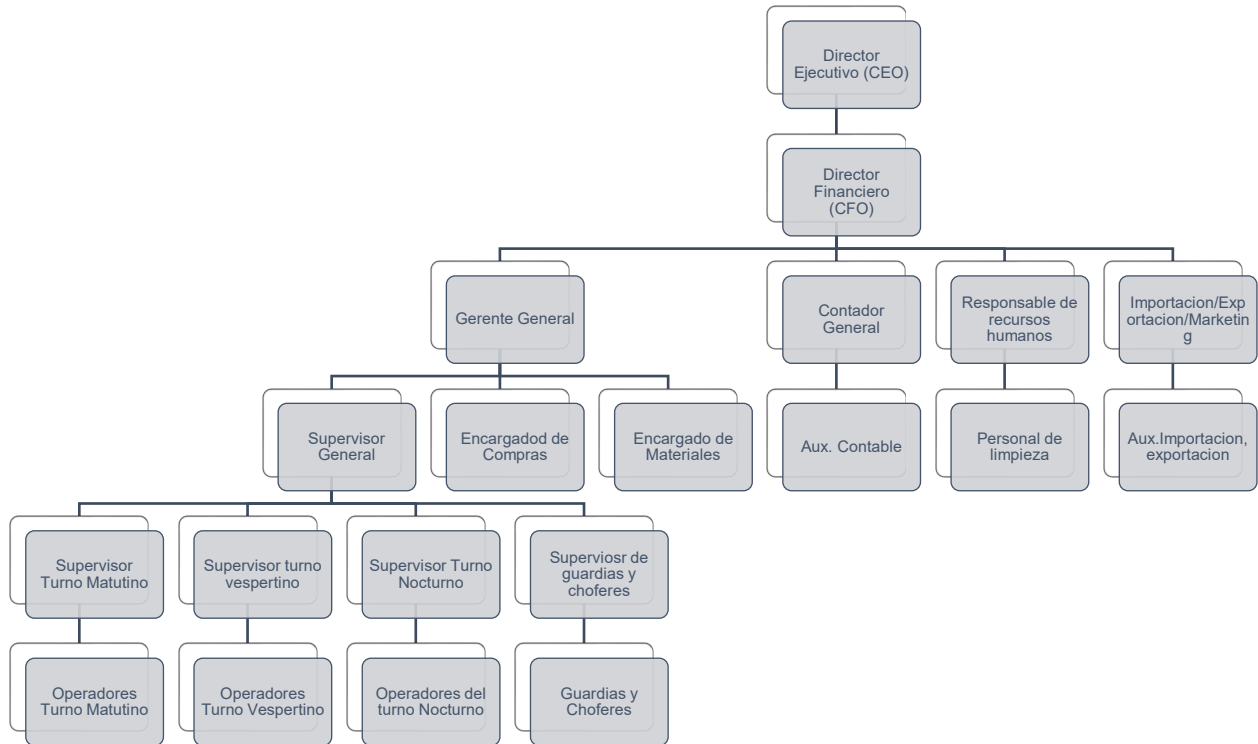 Director
Ejecutivo (CEO)
Director
Financiero
(CFO)
Gerente General
Contador
General
Responsable de
recursos
humanos
Importacion/Exp
ortacion/Marketin
g
Supervisor
General
Encargadod de
Compras
Encargado de
Materiales
Aux. Contable
Personal de
limpieza
Aux.Importacion,
exportacion
Supervisor
Turno Matutino
Supervisor turno
vespertino
Supervisor Turno
Nocturno
Superviosr de
guardias y
choferes
Operadores
Turno Matutino
Operadores
Turno Vespertino
Operadores del
turno Nocturno
Guardias y
Choferes